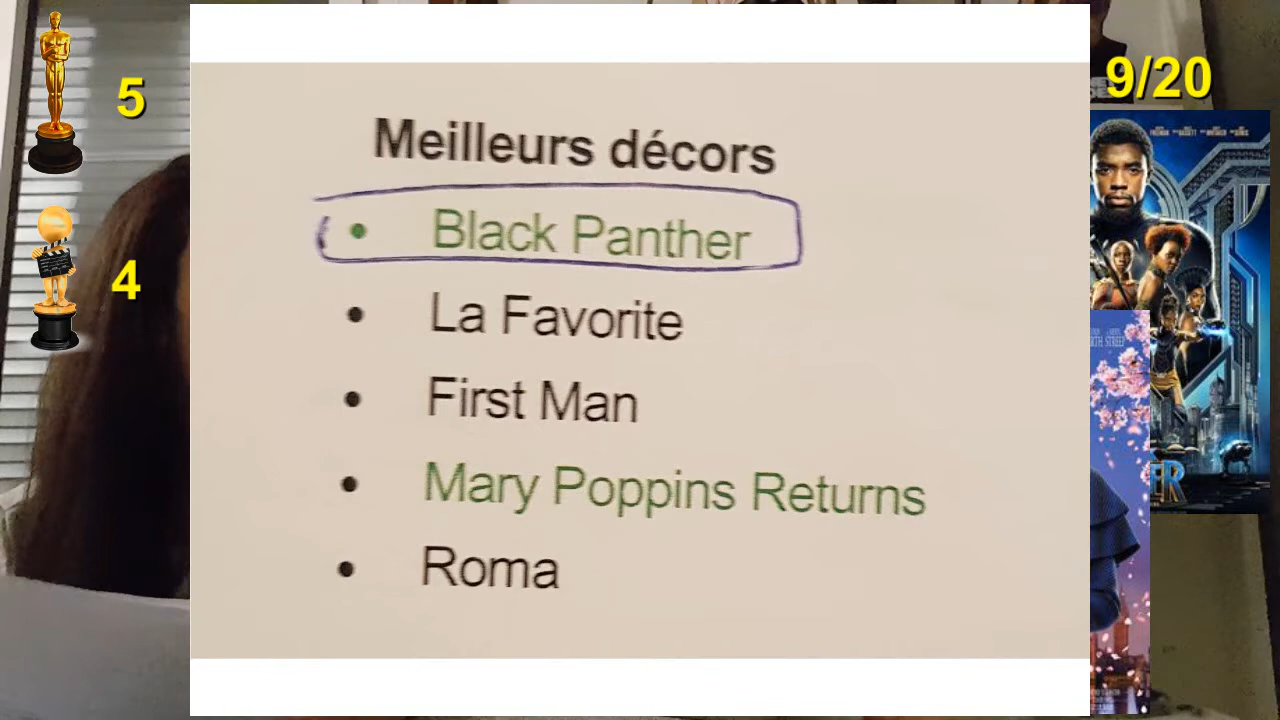 5
4
9/20
Meilleurs décors
• Black Panther
• La Favorite
• First Man
• Mary Poppins Returns
• Roma